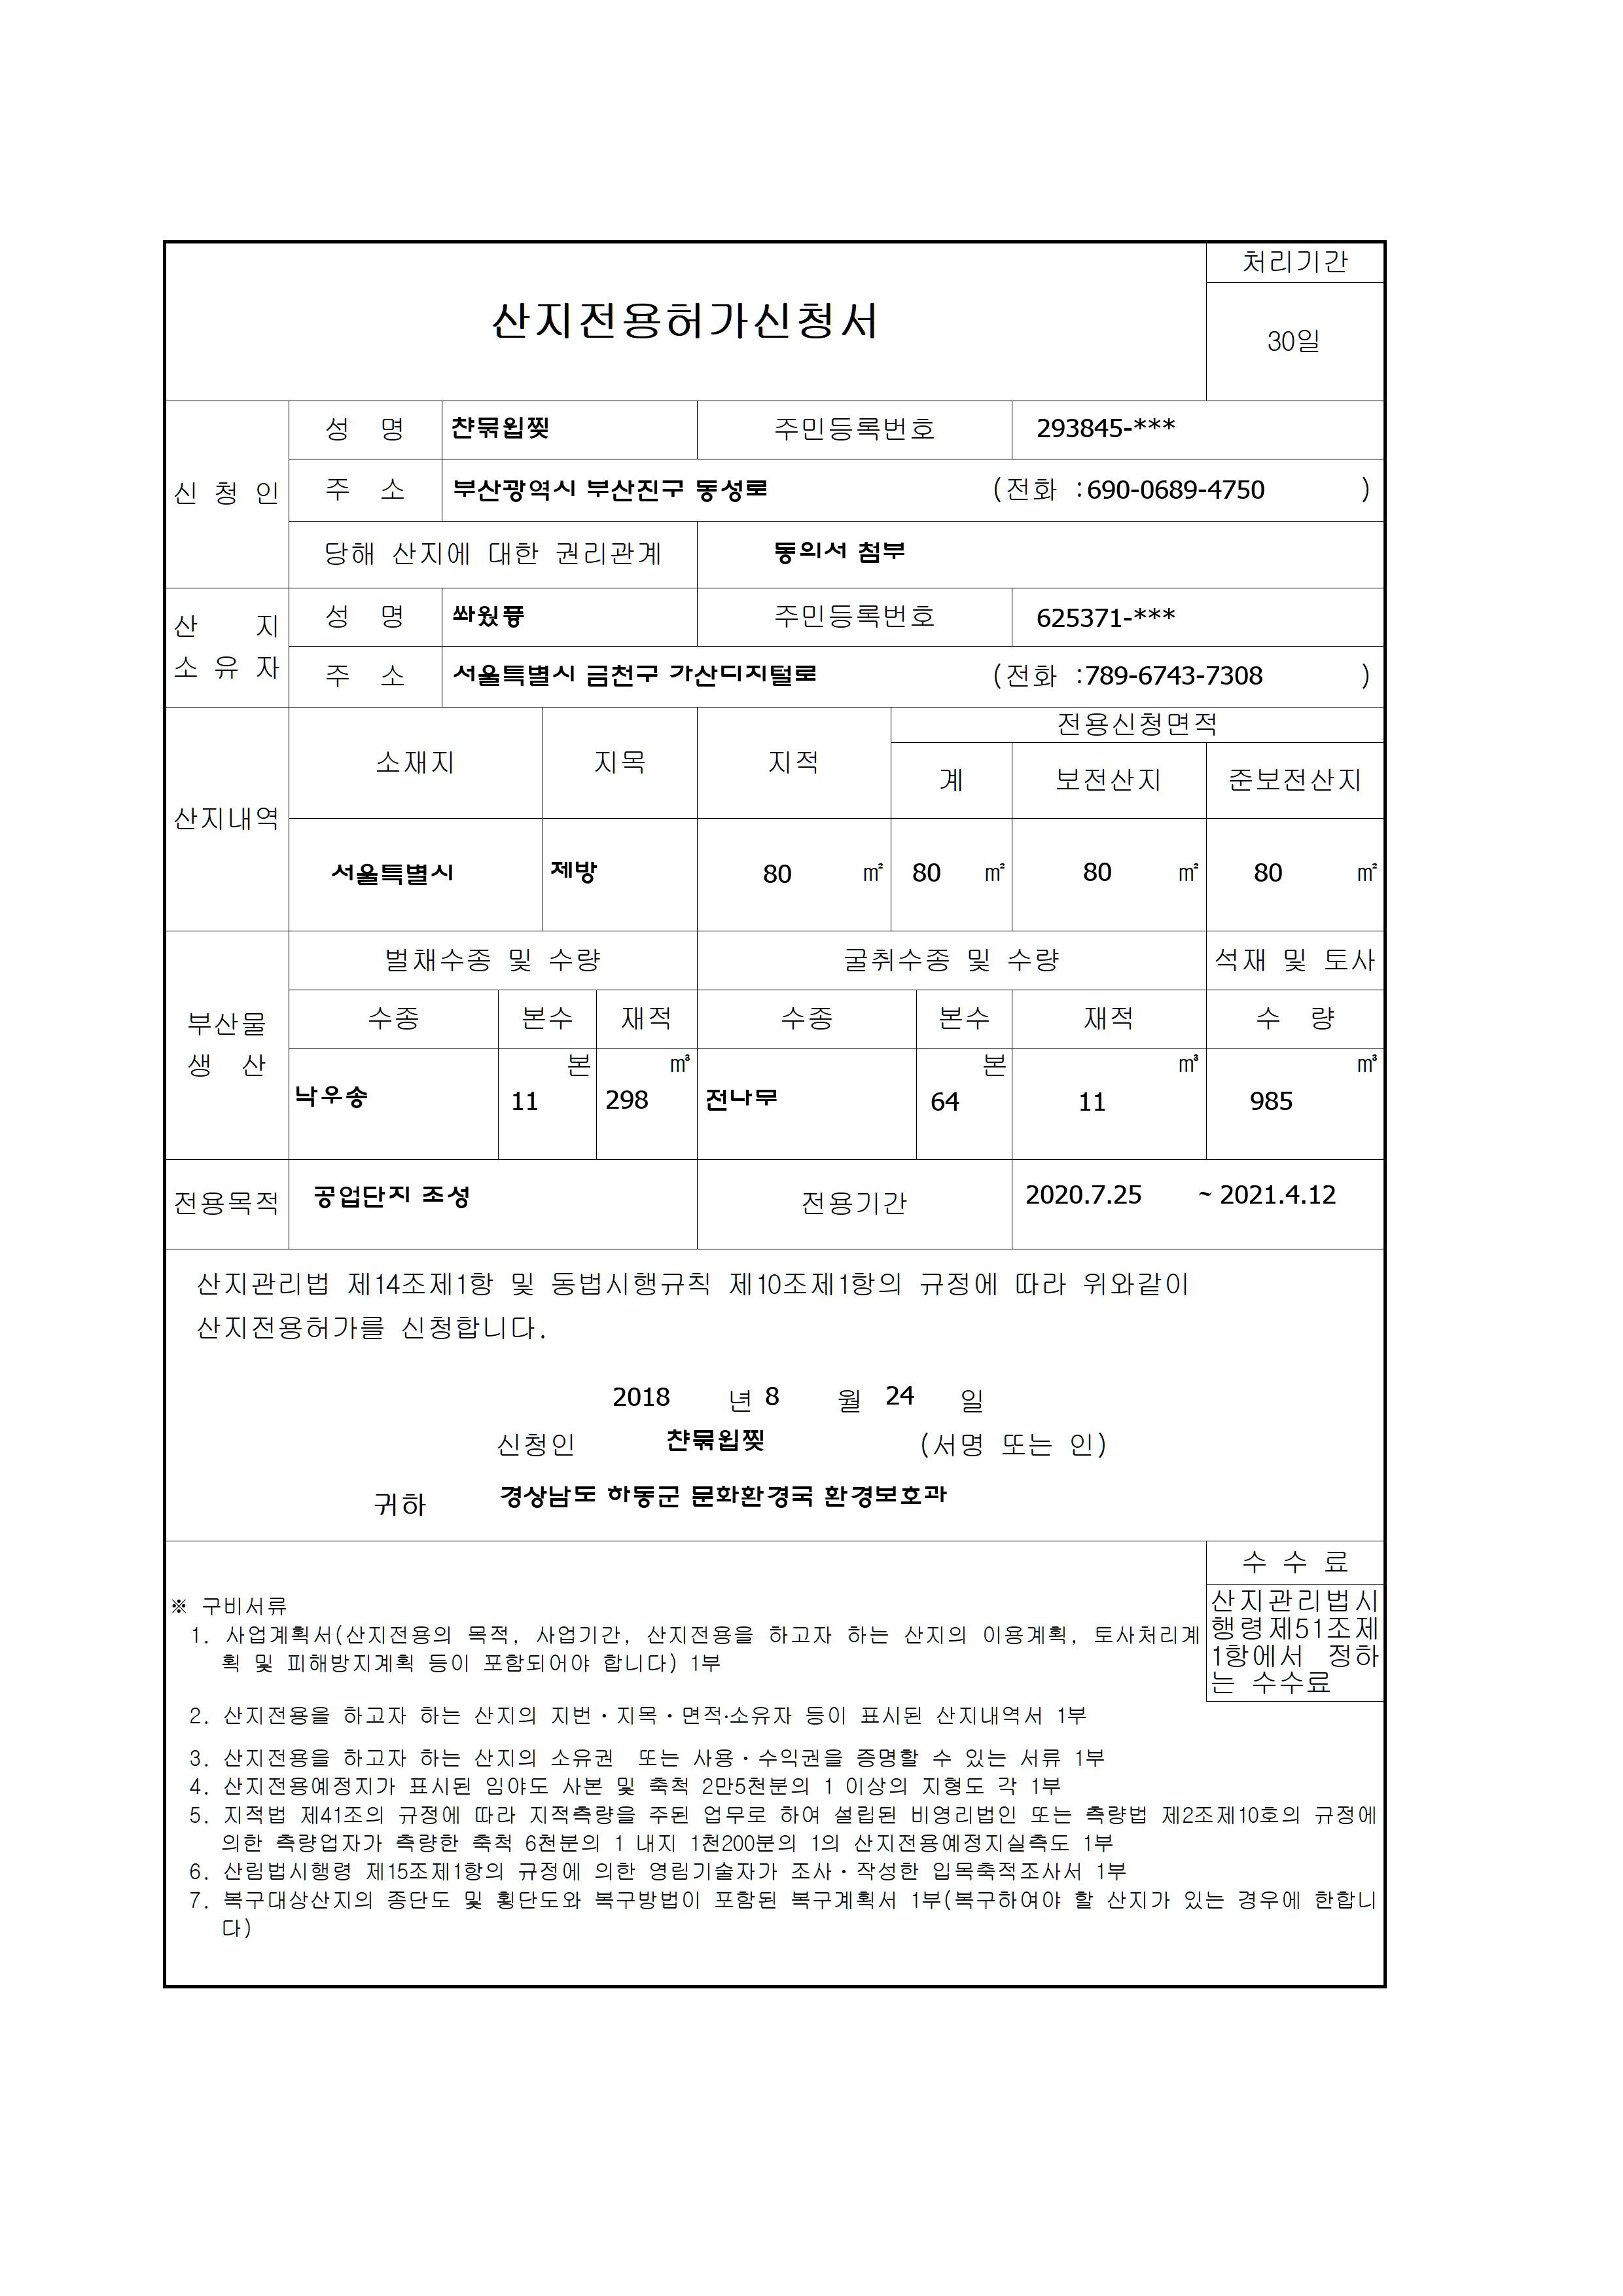 처리기간
산지전용허가신청서
30일
신 청 인
성 명 챤묶윕찢 주민등록번호 293845-***
주 소 부산광역시 부산진구 동성로 (전화 :690-0689-4750 )
당해 산지에 대한 권리관계 동의서 첨부
산 지
소 유 자
성 명 쏴웠풍 주민등록번호 625371-***
주 소 서울특별시 금천구 가산디지털로 (전화 :789-6743-7308 )
산지내역
소재지 지목 지적 전용신청면적
계 보전산지 준보전산지
서울특별시 제방 80 ㎡ 80 ㎡ 80 ㎡ 80 ㎡
부산물
생 산
벌채수종 및 수량 굴취수종 및 수량 석재 및 토사
수종 본수 재적 수종 본수 재적 수 량
본 ㎥ 본 ㎥ ㎥
낙우송 11 298 전나무 64 11 985
전용목적 공업단지 조성 전용기간 2020.7.25 ~ 2021.4.12
산지관리법 제14조제1항 및 동법시행규칙 제10조제1항의 규정에 따라 위와같이
산지전용허가를 신청합니다.
2018 년 8 월 24 일
신청인 챤묶윕찢 (서명 또는 인)
귀하 경상남도 하동군 문화환경국 환경보호과
수 수 료
산지관리법시
행령제51조제
1항에서 정하
는 수수료
※ 구비서류
1. 사업계획서(산지전용의 목적, 사업기간, 산지전용을 하고자 하는 산지의 이용계획, 토사처리계
획 및 피해방지계획 등이 포함되어야 합니다) 1부
2. 산지전용을 하고자 하는 산지의 지번·지목·면적·소유자 등이 표시된 산지내역서 1부
3. 산지전용을 하고자 하는 산지의 소유권 또는 사용·수익권을 증명할 수 있는 서류 1부
4. 산지전용예정지가 표시된 임야도 사본 및 축척 2만5천분의 1 이상의 지형도 각 1부
5. 지적법 제41조의 규정에 따라 지적측량을 주된 업무로 하여 설립된 비영리법인 또는 측량법 제2조제10호의 규정에
의한 측량업자가 측량한 축척 6천분의 1 내지 1천200분의 1의 산지전용예정지실측도 1부
6. 산림법시행령 제15조제1항의 규정에 의한 영림기술자가 조사·작성한 입목축적조사서 1부
7. 복구대상산지의 종단도 및 횡단도와 복구방법이 포함된 복구계획서 1부(복구하여야 할 산지가 있는 경우에 한합니
다)